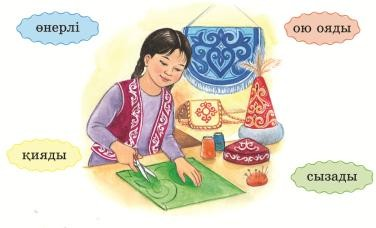 өнерлі
ою ояды
қияды
сызады